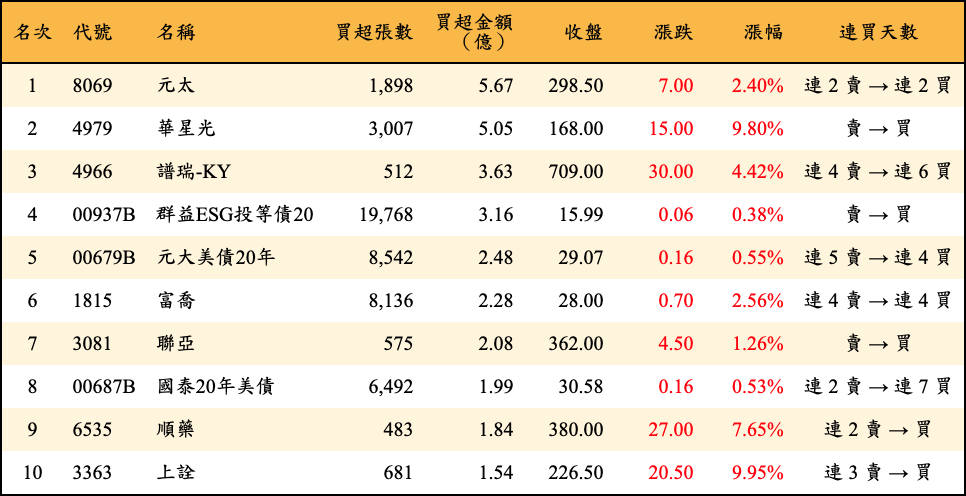 名次 代號 名稱 買超張數 買超金額（億） 收盤 漲跌 漲幅 連買天數
1 8069 元太 1,898 5.67 298.50 7.00 2.40% 連 2 賣 → 連 2 買
2 4979 華星光 3,007 5.05 168.00 15.00 9.80% 賣 → 買
3 4966 譜瑞-KY 512 3.63 709.00 30.00 4.42% 連 4 賣 → 連 6 買
4 00937B 群益ESG投等債20 19,768 3.16 15.99 0.06 0.38% 賣 → 買
5 00679B 元大美債20年 8,542 2.48 29.07 0.16 0.55% 連 5 賣 → 連 4 買
6 1815 富喬 8,136 2.28 28.00 0.70 2.56% 連 4 賣 → 連 4 買
7 3081 聯亞 575 2.08 362.00 4.50 1.26% 賣 → 買
8 00687B 國泰20年美債 6,492 1.99 30.58 0.16 0.53% 連 2 賣 → 連 7 買
9 6535 順藥 483 1.84 380.00 27.00 7.65% 連 2 賣 → 買
10 3363 上詮 681 1.54 226.50 20.50 9.95% 連 3 賣 → 買